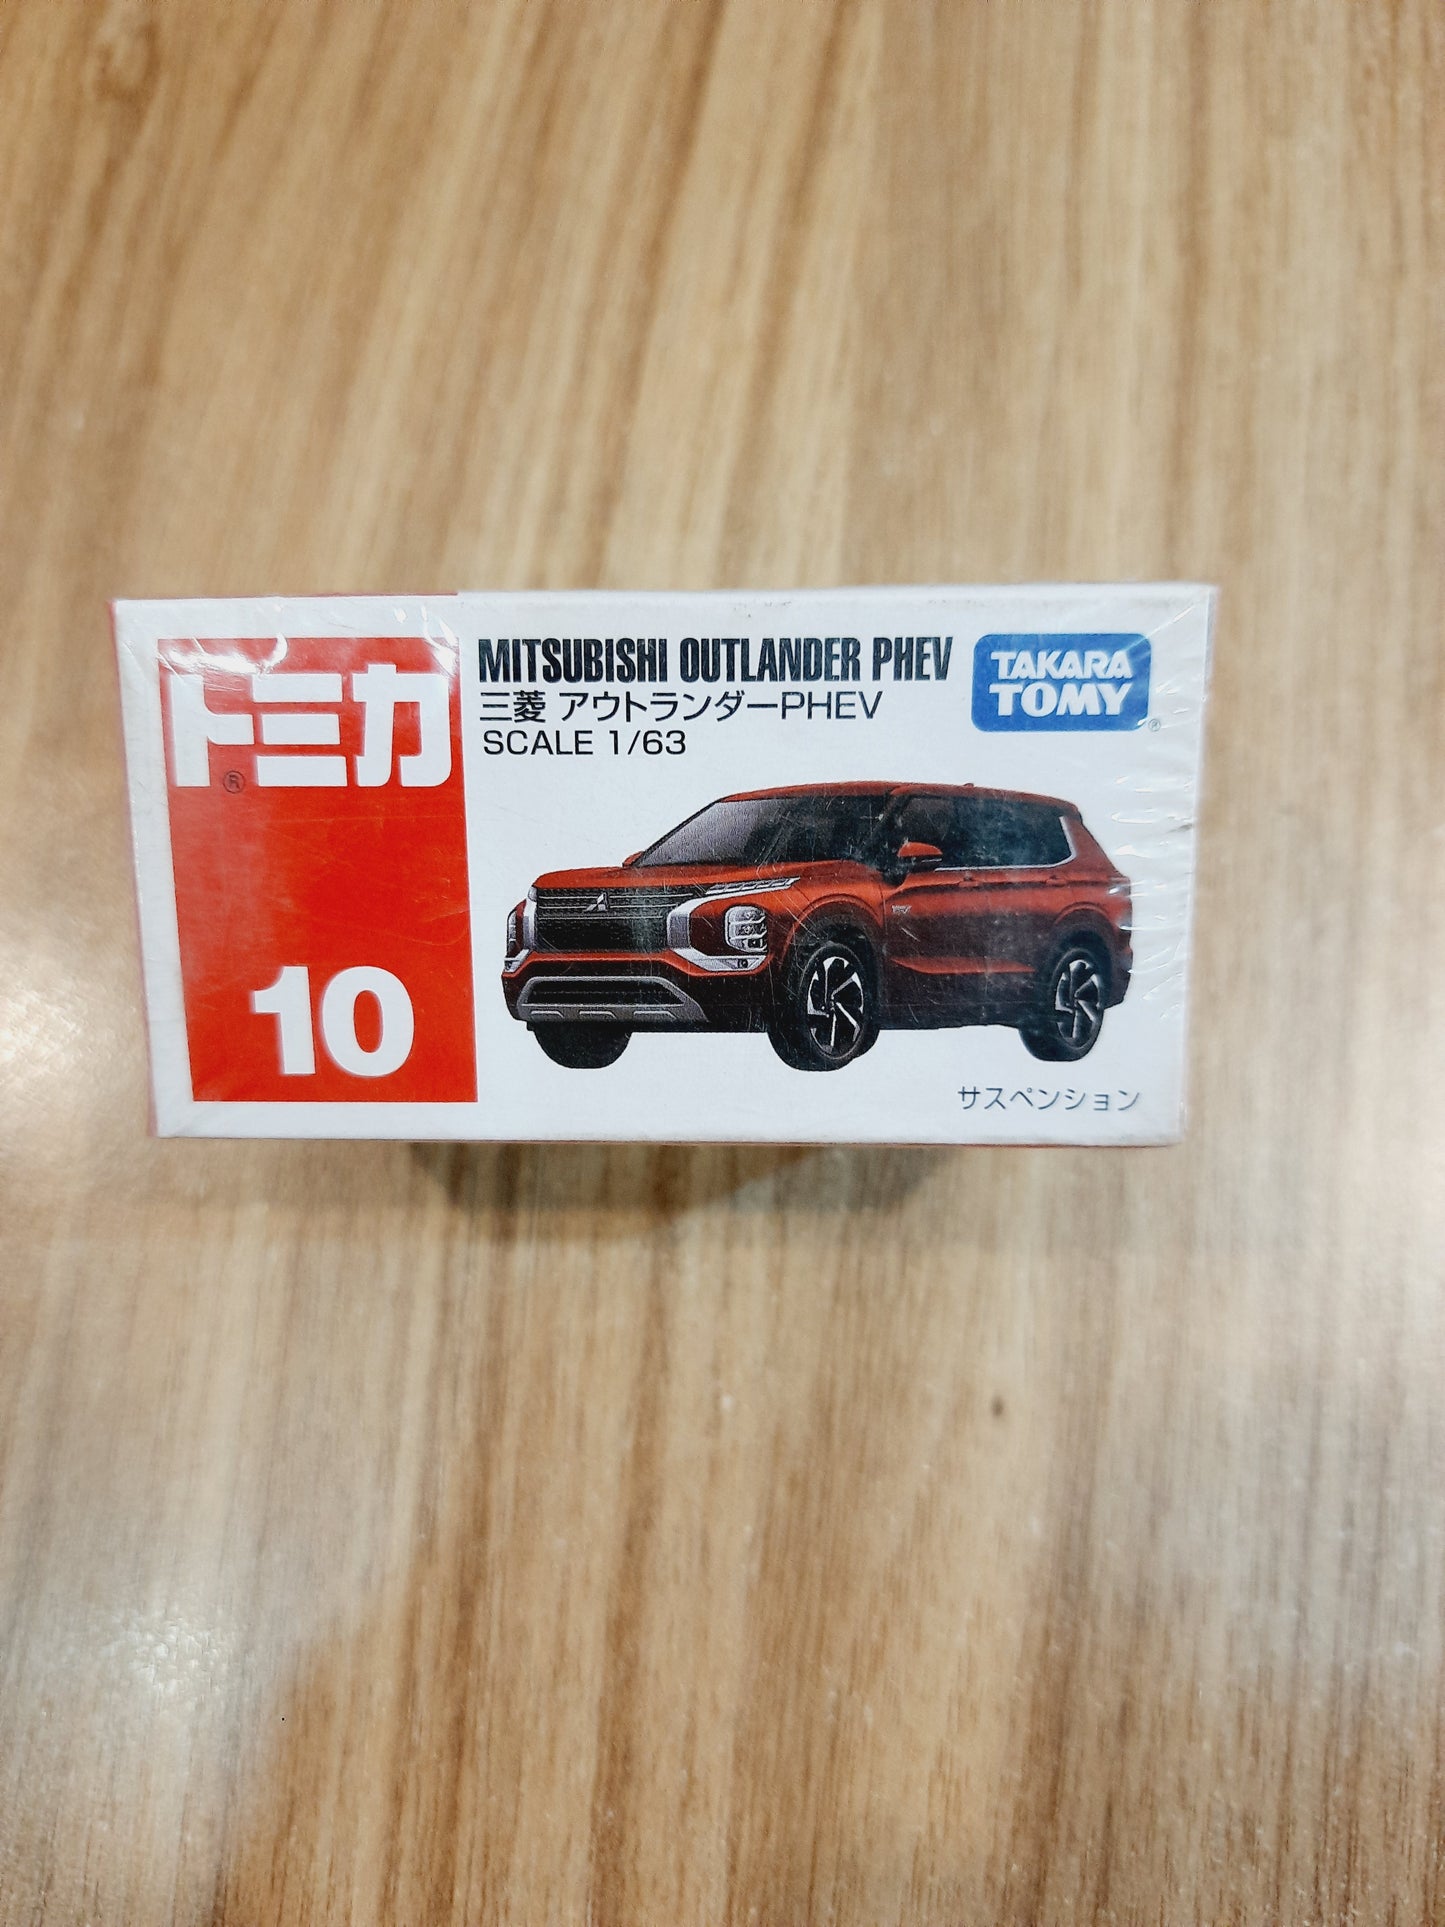 トミカ
®
10
MITSUBISHI OUTLANDER PHEV
三菱 アウトランダーPHEV
SCALE 1/63
TAKARA
TOMY
®
サスペンション